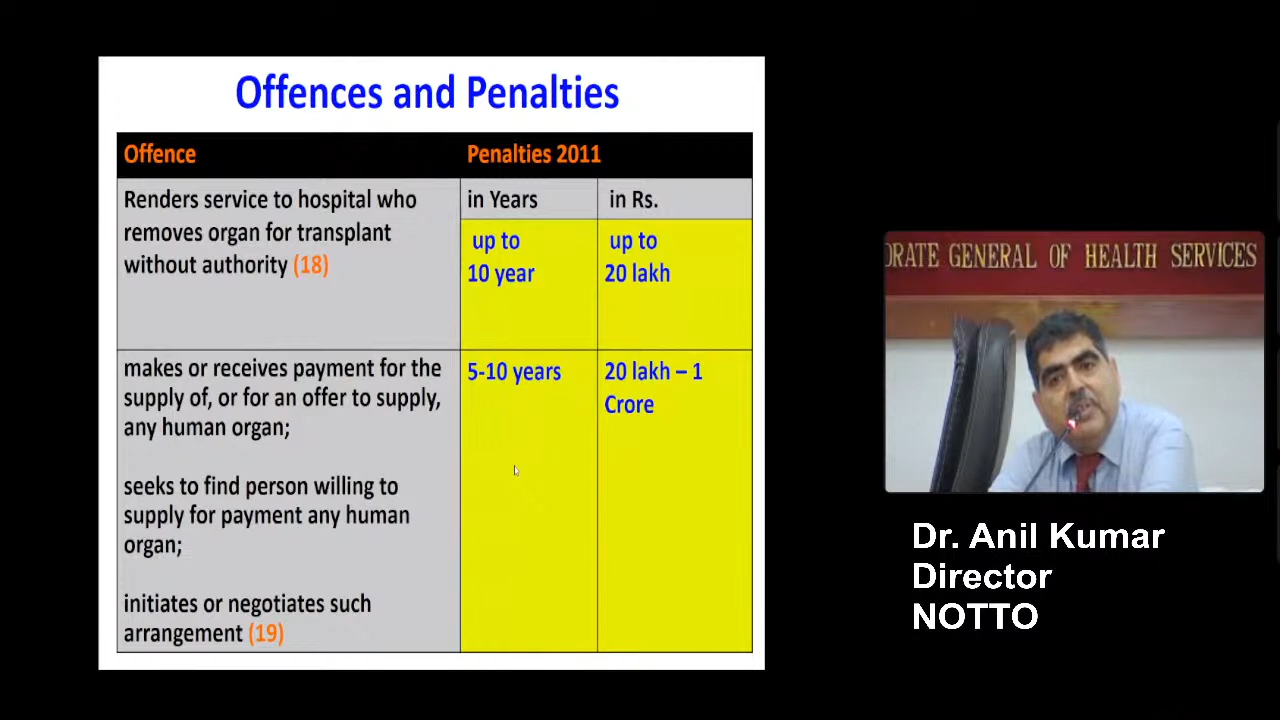 Offences and Penalties
Offence
Penalties 2011
Renders service to hospital who
removes organ for transplant
without authority (18)
in Years
in Rs.
up to
10 year
up to
20 lakh
makes or receives payment for the
supply of, or for an offer to supply,
any human organ;
seeks to find person willing to
supply for payment any human
organ;
initiates or negotiates such
arrangement (19)
5-10 years
20 lakh – 1
Crore
ORATE GENERAL OF HEALTH SERVICES
Dr. Anil Kumar
Director
NOTTO